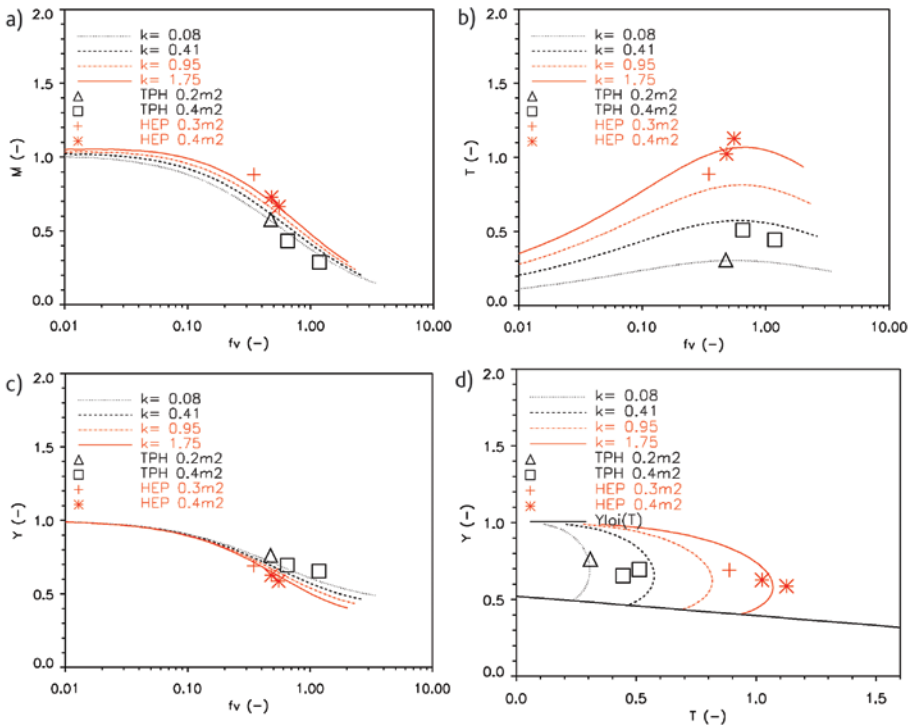 a)
2.0
1.5
1.0
0.5
0.0
M (-)
k= 0.08
k= 0.41
k= 0.95
k= 1.75
TPH 0.2m2
TPH 0.4m2
HEP 0.3m2
HEP 0.4m2
0.01
0.10
1.00
10.00
fv (-)
b)
2.0
1.5
1.0
0.5
0.0
T (-)
k= 0.08
k= 0.41
k= 0.95
k= 1.75
TPH 0.2m2
TPH 0.4m2
HEP 0.3m2
HEP 0.4m2
0.01
0.10
1.00
10.00
fv (-)
c)
2.0
1.5
1.0
0.5
0.0
Y (-)
k= 0.08
k= 0.41
k= 0.95
k= 1.75
TPH 0.2m2
TPH 0.4m2
HEP 0.3m2
HEP 0.4m2
0.01
0.10
1.00
10.00
fv (-)
d)
2.0
1.5
1.0
0.5
0.0
Y (-)
k= 0.08
k= 0.41
k= 0.95
k= 1.75
TPH 0.2m2
TPH 0.4m2
HEP 0.3m2
HEP 0.4m2
Yloi(T)
0.0
0.5
1.0
1.5
T (-)